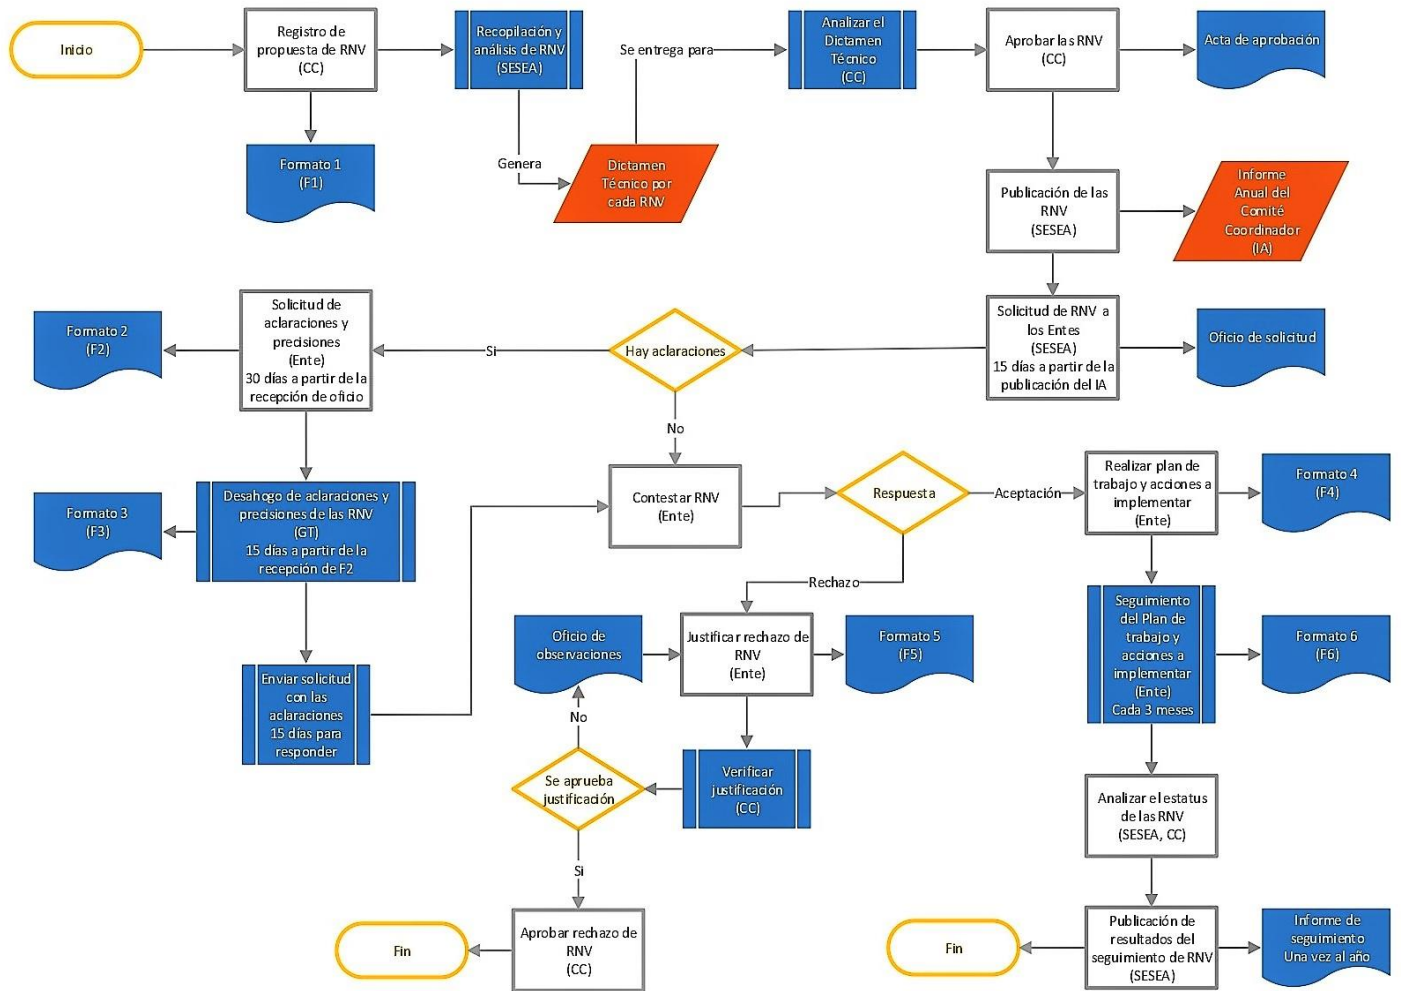 Inicio
Registro de
propuesta de RNV
(CC)
Recopilación y
análisis de RNV
(SESEA)
Se entrega para
Analizar el
Dictamen
Técnico
(CC)
Aprobar las RNV
(CC)
Acta de aprobación
Formato 1
(F1)
Genera
Dictamen
Técnico por
cada RNV
Publicación de las
RNV
(SESEA)
Informe
Anual del
Comité
Coordinador
(IA)
Formato 2
(F2)
Solicitud de
aclaraciones y
precisiones
(Ente)
30 días a partir de la
recepción de oficio
Si
Hay aclaraciones
Solicitud de RNV a
los Entes
(SESEA)
15 días a partir de la
publicación del IA
Oficio de solicitud
No
Formato 3
(F3)
Desahogo de aclaraciones y
precisiones de las RNV
(GT)
15 días a partir de la
recepción de F2
Contestar RNV
(Ente)
Respuesta
Aceptación
Realizar plan de
trabajo y acciones a
implementar
(Ente)
Formato 4
(F4)
Rechazo
Enviar solicitud
con las
aclaraciones
15 días para
responder
Oficio de
observaciones
Justificar rechazo de
RNV
(Ente)
Formato 5
(F5)
Seguimiento
del Plan de
trabajo y
acciones a
implementar
(Ente)
Cada 3 meses
Formato 6
(F6)
No
Se aprueba
justificación
Verificar
justificación
(CC)
Analizar el estatus
de las RNV
(SESEA, CC)
Si
Fin
Aprobar rechazo de
RNV
(CC)
Fin
Publicación de
resultados del
seguimiento de RNV
(SESEA)
Informe de
seguimiento
Una vez al año